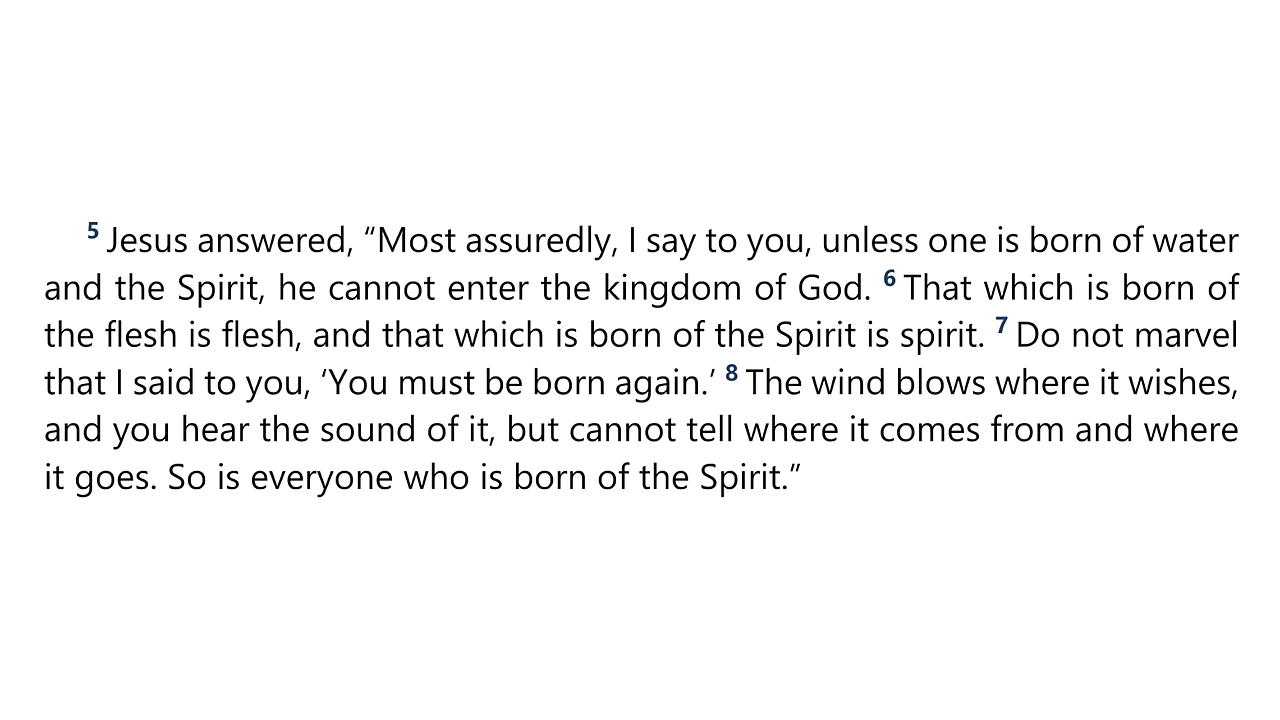 5 Jesus answered, “Most assuredly, I say to you, unless one is born of water
and the Spirit, he cannot enter the kingdom of God. 6 That which is born of
the flesh is flesh, and that which is born of the Spirit is spirit. 7 Do not marvel
that I said to you, ‘You must be born again.’ 8 The wind blows where it wishes,
and you hear the sound of it, but cannot tell where it comes from and where
it goes. So is everyone who is born of the Spirit.”